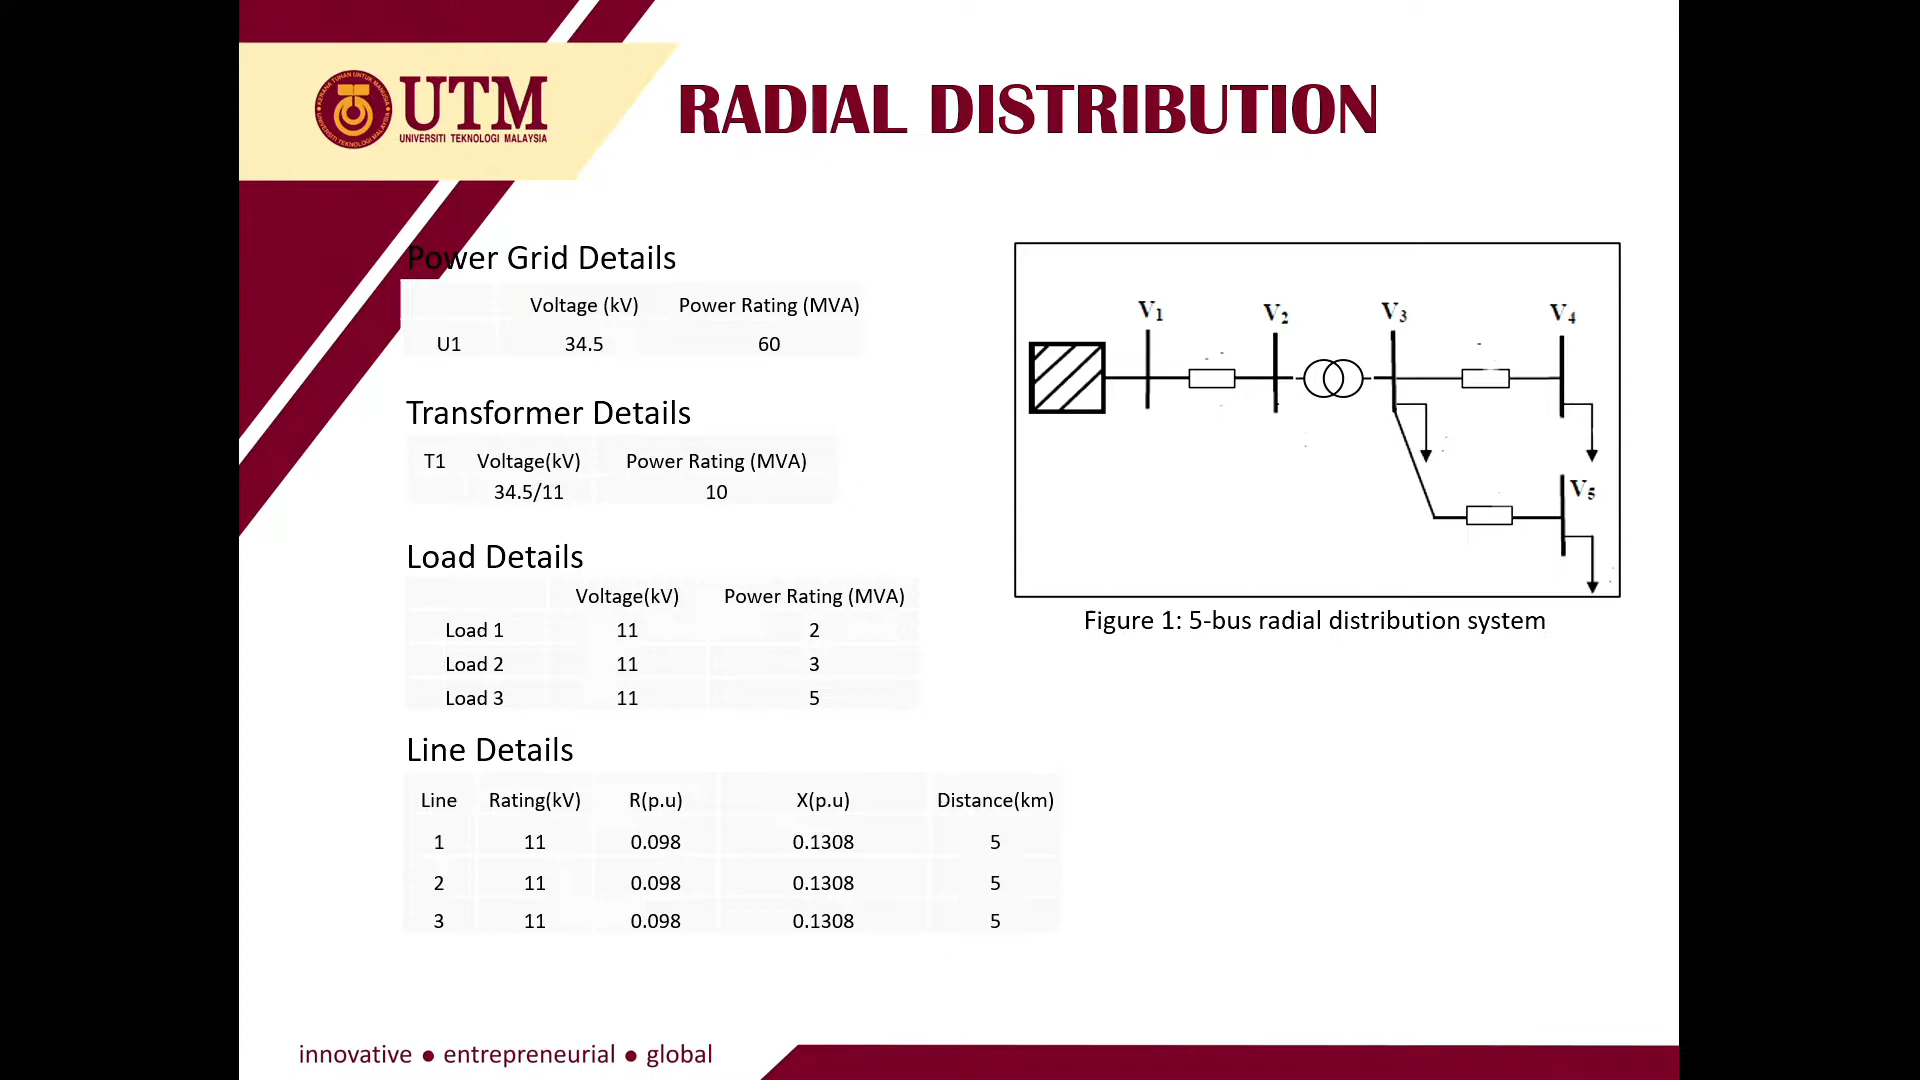 UTM
UNIVERSITI TEKNOLOGI MALAYSIA
RADIAL DISTRIBUTION
Power Grid Details
Voltage (kV) Power Rating (MVA)
U1 34.5 60
Transformer Details
T1 Voltage(kV) Power Rating (MVA)
34.5/11 10
Load Details
Voltage(kV) Power Rating (MVA)
Load 1 11 2
Load 2 11 3
Load 3 11 5
Line Details
Line Rating(kV) R(p.u) X(p.u) Distance(km)
1 11 0.098 0.1308 5
2 11 0.098 0.1308 5
3 11 0.098 0.1308 5
V1 V2 V3 V4
V5
Figure 1: 5-bus radial distribution system
innovative ● entrepreneurial ● global